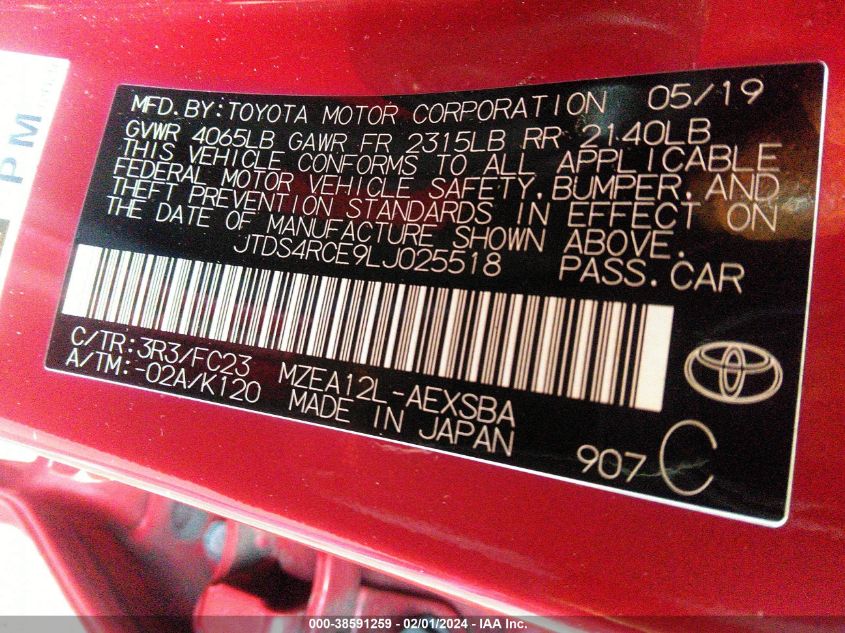 PM
MFD.BY:TOYOTA MOTOR CORPORATION 05/19
GVWR 4065LB GAWR FR 2315LB RR 2140LB
THIS VEHICLE CONFORMS TO ALL APPLICABLE
FEDERAL MOTOR VEHICLE SAFETY, BUMPER, AND
THEFT PREVENTION STANDARDS IN EFFECT ON
THE DATE OF MANUFACTURE SHOWN ABOVE.
JTDS4RCE9LJ025518 PASS.CAR
C/TR:3R3/FC23 MZEA12L-AEXSBA
A/TM:-02A/K120 MADE IN JAPAN
907 C
000-38591259 - 02/01/2024 - IAA Inc.